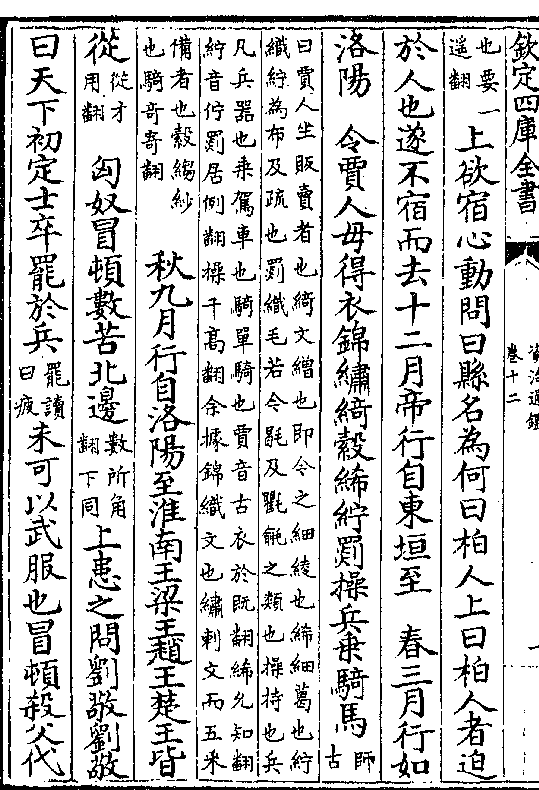 欽定四庫全書
資治通鑑
卷十二
也要
遥翻
一上欲宿心動問曰縣名為何曰柏人上曰柏人者迫
於人也遂不宿而去十二月帝行自東垣至　春三月行如
洛陽　令賈人毋得衣錦繡綺縠絺紵罽操兵乗騎馬
師
古
曰賈人坐販賣者也綺文繒也即今之細綾也絺細葛也紵
織紵為布及疏也罽織毛若今毼及氍毹之類也操持也兵
凡兵器也乗駕車也騎單騎也賈音古衣於既翻絺丑知翻
紵音佇罽居例翻操千高翻余據錦織文也繡刺文而五采
備者也縠縐紗
也騎奇寄翻
秋九月行自洛陽至淮南王梁王趙王楚王皆
從
從才
用翻
匈奴冒頓數苦北邊
數所角
翻下同
上患之問劉敬劉敬
曰天下初定士卒罷於兵
罷讀
曰疲
未可以武服也冒頓殺父代